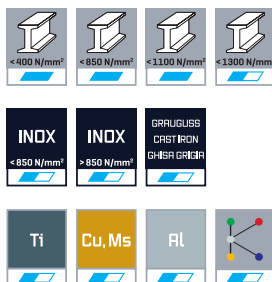 <400 N/mm² <850 N/mm² <1100 N/mm² <1300 N/mm²
INOX INOX GRAUGUSS
CAST IRON
GHISA GRIGIA
<850 N/mm² >850 N/mm²
Ti Cu, Ms Al